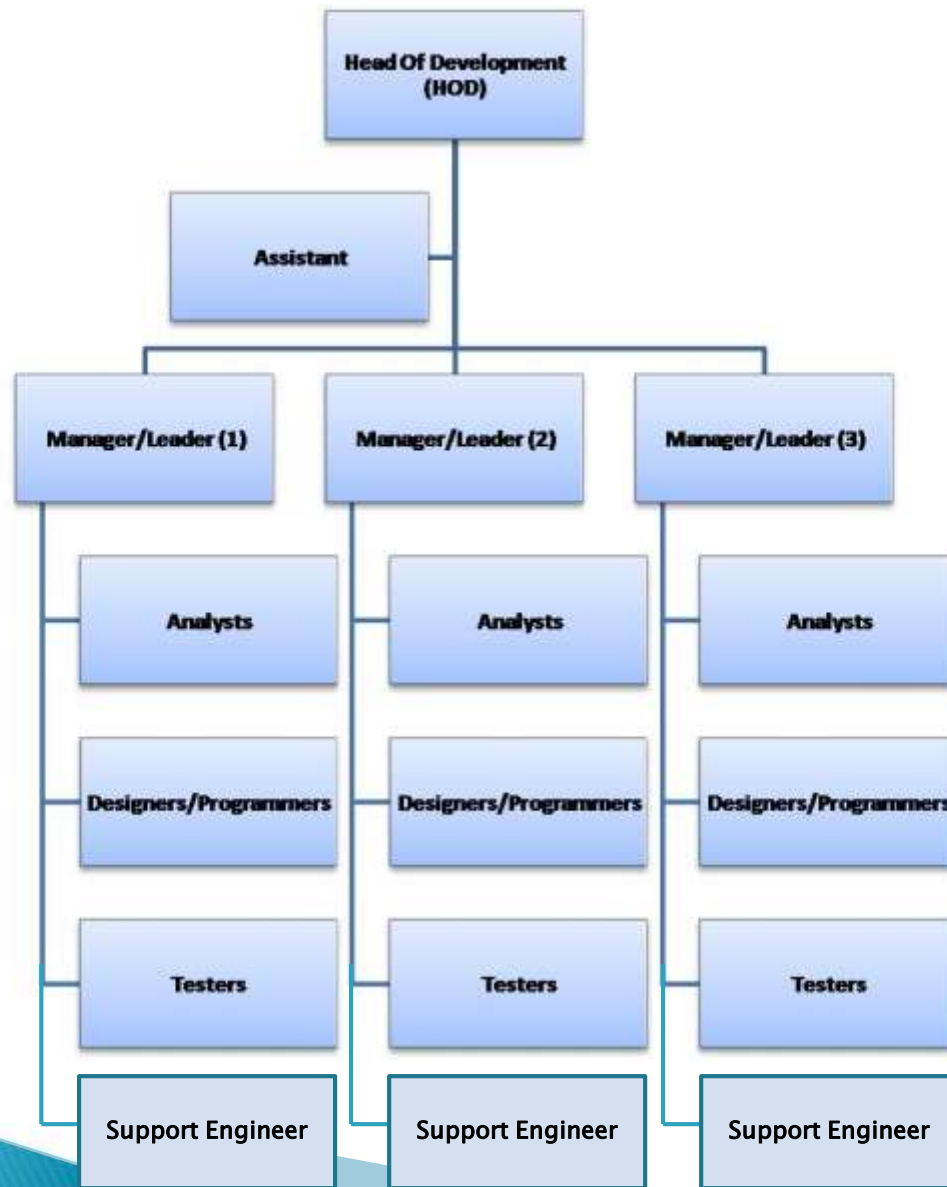 Head Of Development
(HOD)
Assistant
Manager/Leader (1)
Manager/Leader (2)
Manager/Leader (3)
Analysts
Analysts
Analysts
Designers/Programmers
Designers/Programmers
Designers/Programmers
Testers
Testers
Testers
Support Engineer
Support Engineer
Support Engineer